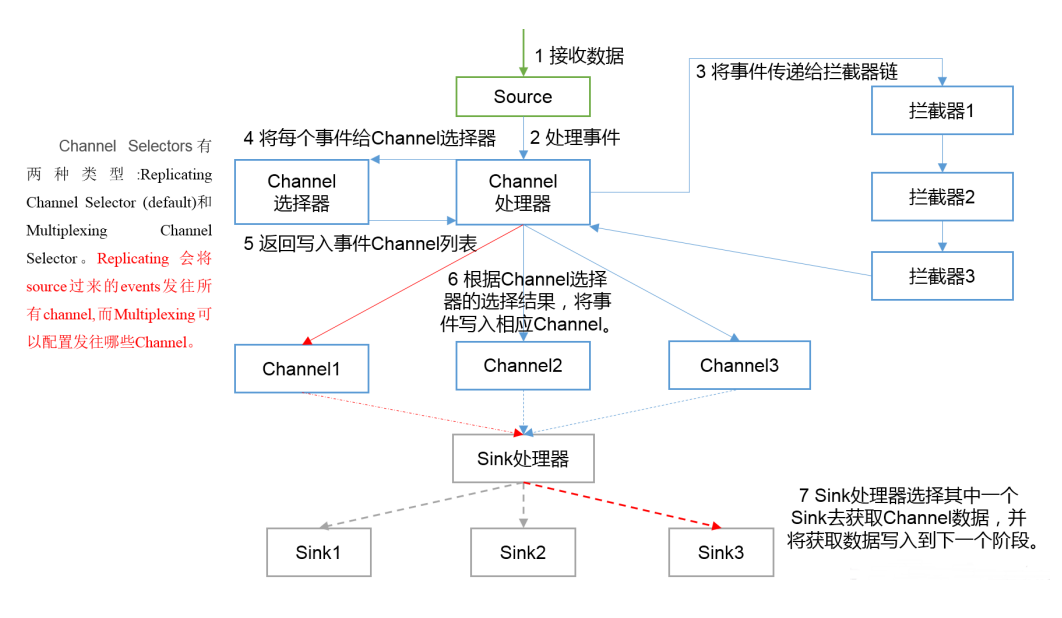 1 接收数据
Source
3 将事件传递给拦截器链
拦截器1
4 将每个事件给Channel选择器
2 处理事件
Channel
选择器
Channel
处理器
拦截器2
5 返回写入事件Channel列表
拦截器3
Channel Selectors有
两种类型:Replicating
Channel Selector (default)和
Multiplexing Channel
Selector。Replicating 会将
source过来的events发往所
有channel,而Multiplexing可
以配置发往哪些Channel。
6 根据Channel选择
器的选择结果，将事
件写入相应Channel。
Channel1
Channel2
Channel3
Sink处理器
7 Sink处理器选择其中一个
Sink去获取Channel数据，并
将获取数据写入到下一个阶段。
Sink1
Sink2
Sink3